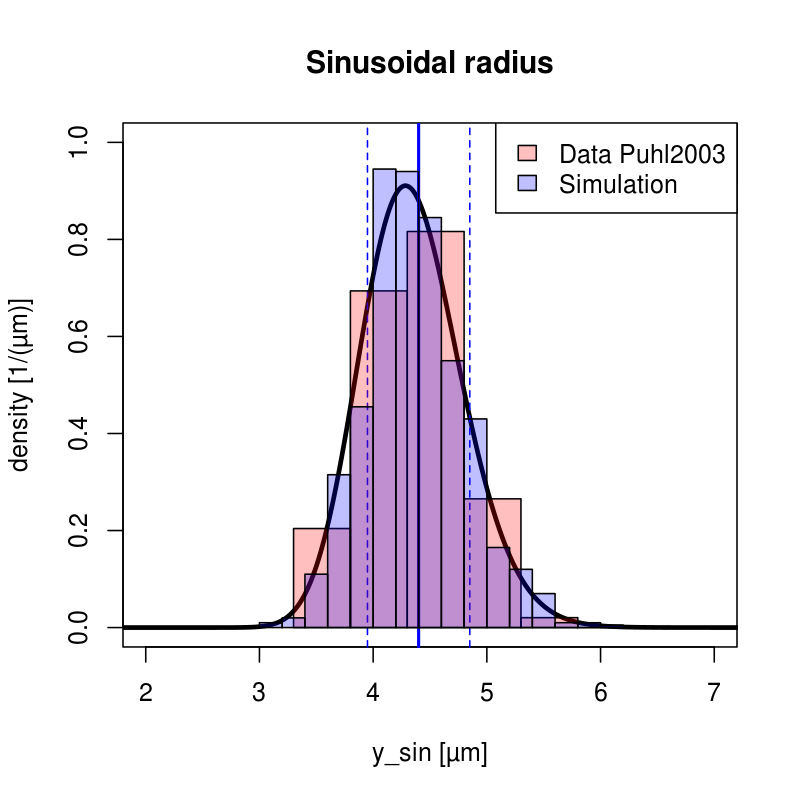 Sinusoidal radius
Data Puhl2003
Simulation
density [1/(µm)]
1.0
0.8
0.6
0.4
0.2
0.0
2 3 4 5 6 7
y_sin [µm]